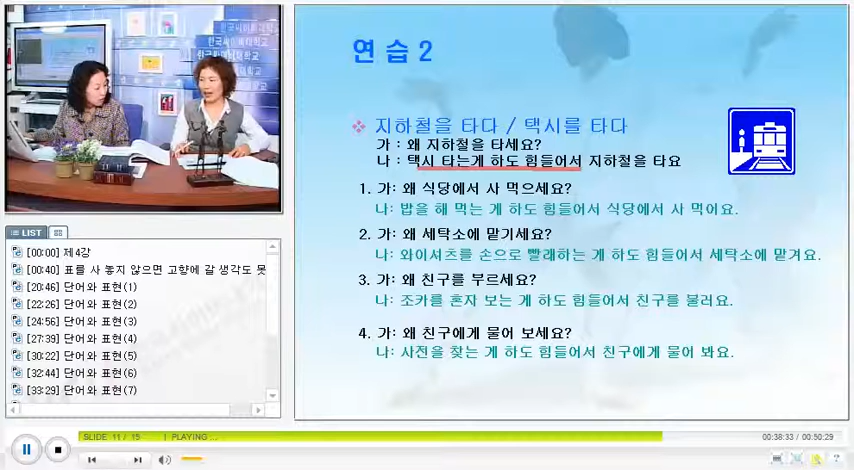 한국사이버대학교
연 습 2
❖ 지하철을 타다 / 택시를 타다
가 : 왜 지하철을 타세요?
나 : 택시 타는게 하도 힘들어서 지하철을 타요
1. 가: 왜 식당에서 사 먹으세요?
나: 밥을 해 먹는 게 하도 힘들어서 식당에서 사 먹어요.
2. 가: 왜 세탁소에 맡기세요?
나: 와이셔츠를 손으로 빨래하는 게 하도 힘들어서 세탁소에 맡겨요.
3. 가: 왜 친구를 부르세요?
나: 조카를 혼자 보는 게 하도 힘들어서 친구를 불러요.
4. 가: 왜 친구에게 물어 보세요?
나: 사전을 찾는 게 하도 힘들어서 친구에게 물어 봐요.
LIST
[00:00] 제4강
[00:40] 표를 사 놓지 않으면 고향에 갈 생각도 못
[20:46] 단어와 표현(1)
[22:26] 단어와 표현(2)
[24:56] 단어와 표현(3)
[27:39] 단어와 표현(4)
[30:22] 단어와 표현(5)
[32:44] 단어와 표현(6)
[33:29] 단어와 표현(7)
SLIDE 11 / 15 | PLAYING ...
00:38:33 / 00:50:29